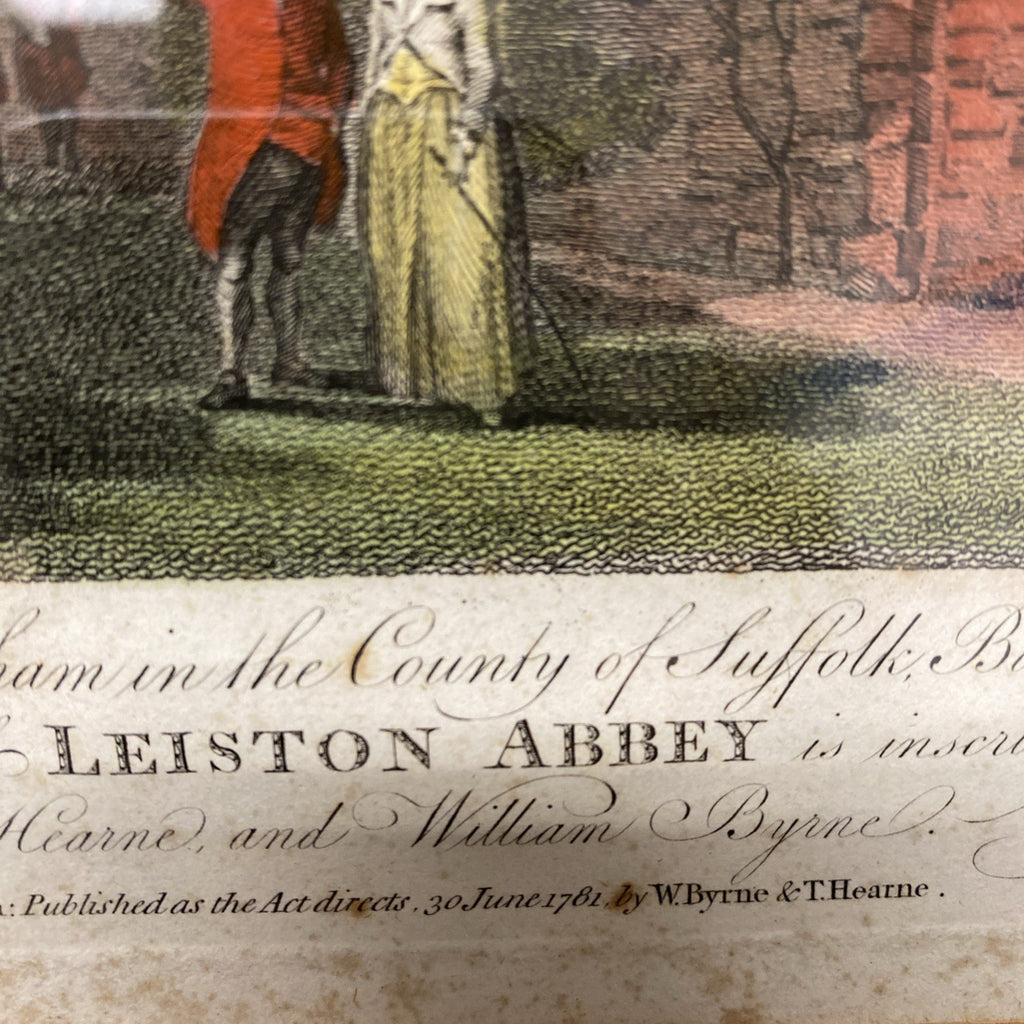 ham in the County of Suffolk, B
LEISTON ABBEY is inscri
Hearne, and William Byrne.
Published as the Act directs, 30 June 1781, by W. Byrne & T. Hearne.